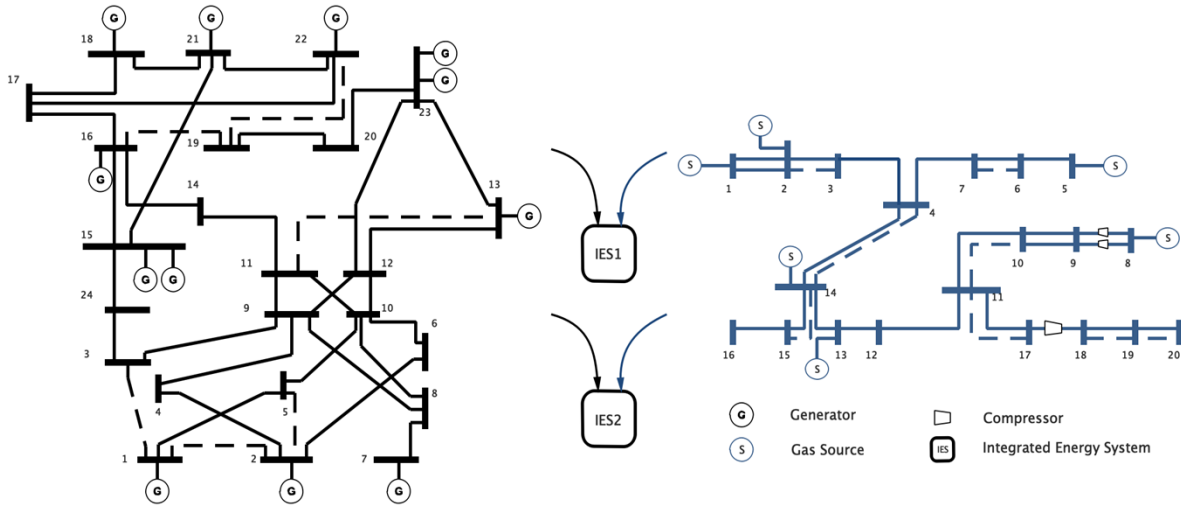 G G G
18 21 22
G
17 G
23
16 19 20
G
14 13
G
15
G G
11 12
24 9 10
6
3
4 5 8
1 2 7
G G G
IES1
IES2
S
S S
1 2 3 7 6 5
4
S S
10 9 8
14 11
16 15 13 12 17 18 19 20
S
G Generator
Compressor
S Gas Source
IES Integrated Energy System